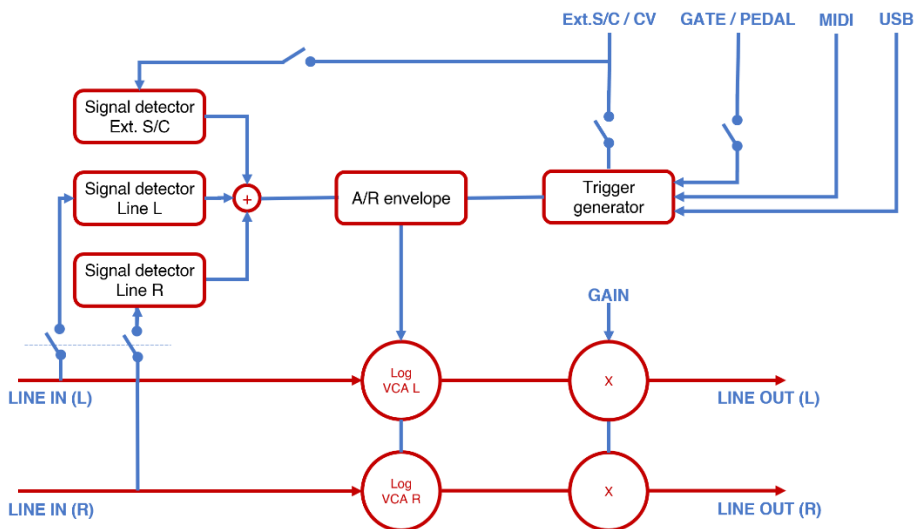 Ext.S/C / CV
GATE / PEDAL
MIDI
USB
Signal detector
Ext. S/C
Signal detector
Line L
+
A/R envelope
Trigger
generator
Signal detector
Line R
GAIN
Log
VCA L
X
LINE IN (L)
LINE OUT (L)
Log
VCA R
X
LINE IN (R)
LINE OUT (R)